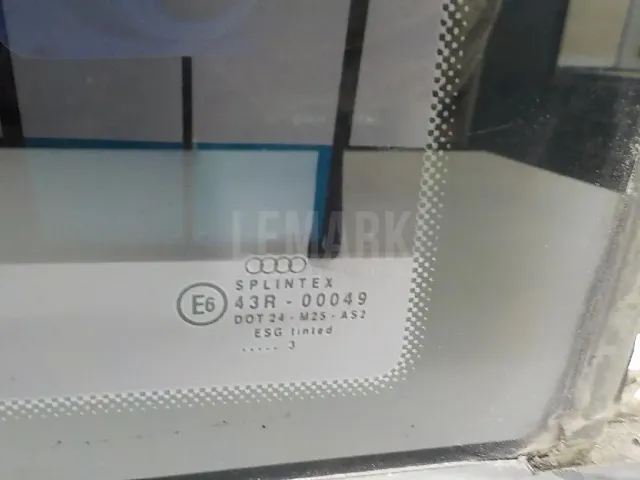 LEMARK
SPLINTEX
E6
43R - 00049
DOT 24 - M25 - AS2
ESG tinted
..... 3